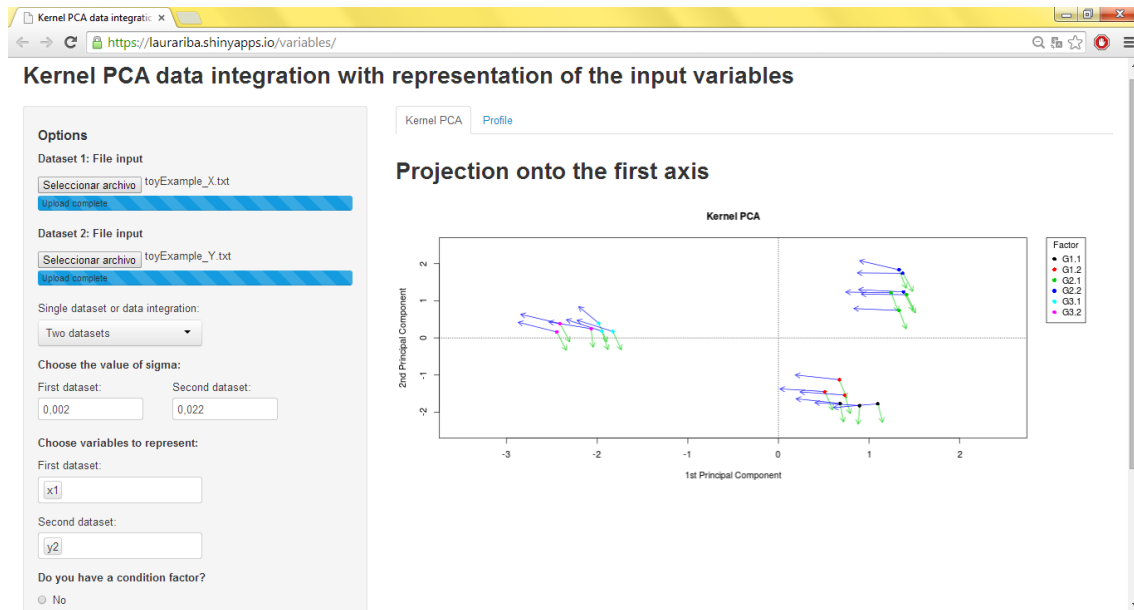 Kernel PCA data integratic
https://laurariba.shinyapps.io/variables/
Kernel PCA data integration with representation of the input variables
Options
Dataset 1: File input
Seleccionar archivo toyExample_X.txt
Upload complete
Dataset 2: File input
Seleccionar archivo toyExample_Y.txt
Upload complete
Single dataset or data integration:
Two datasets
Choose the value of sigma:
First dataset: Second dataset:
0,002 0,022
Choose variables to represent:
First dataset:
x1
Second dataset:
y2
Do you have a condition factor?
No
Kernel PCA Profile
Projection onto the first axis
Kernel PCA
2nd Principal Component
2
1
0
-1
-2
-3 -2 -1 0 1 2
1st Principal Component
Factor
G1.1
G1.2
G2.1
G2.2
G3.1
G3.2